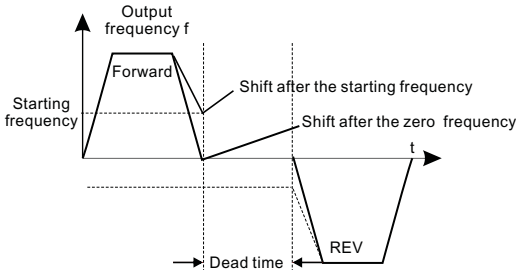 Output
frequency f
Forward
Shift after the starting frequency
Starting
frequency
Shift after the zero frequency
t
REV
Dead time